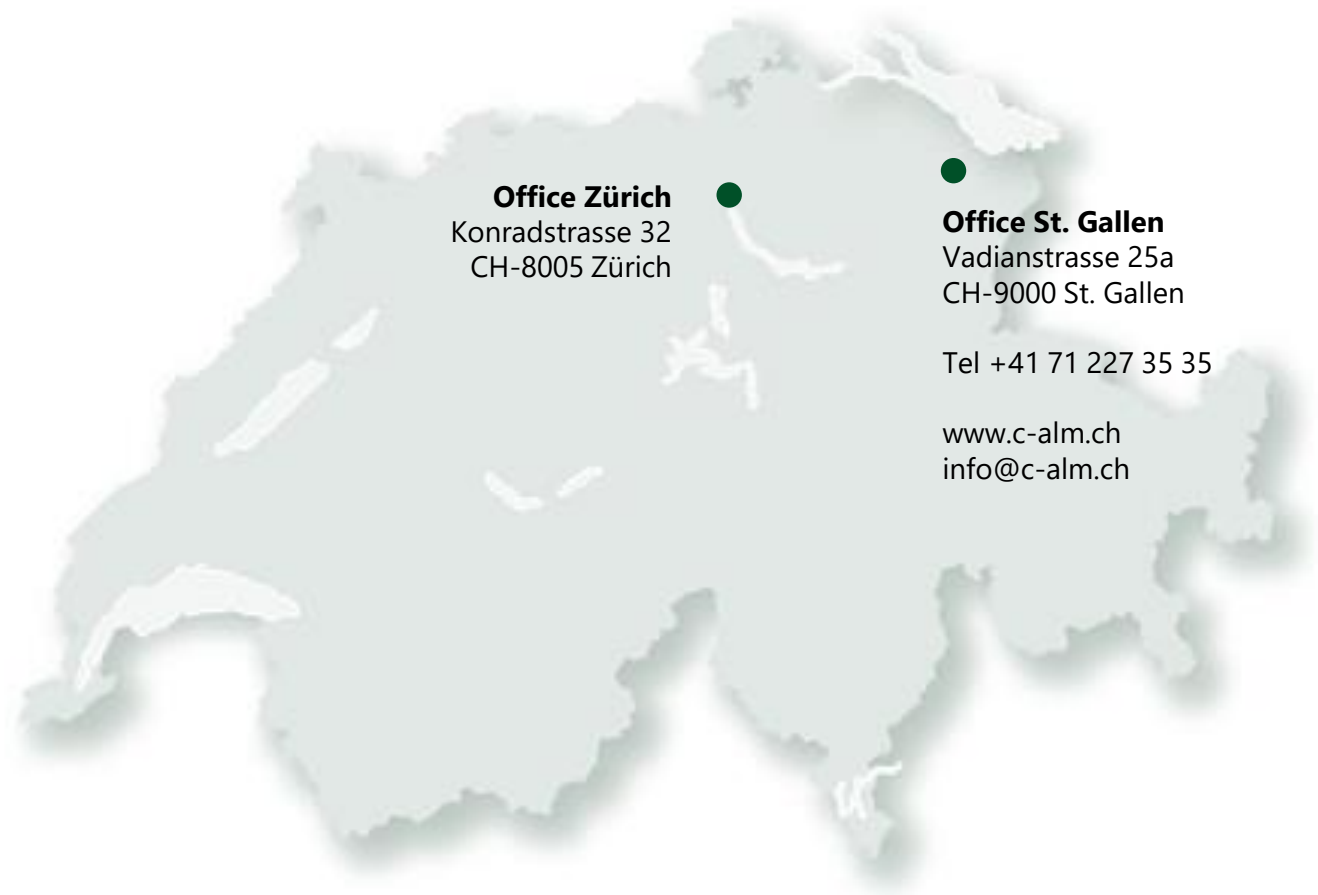 Office Zürich
Konradstrasse 32
CH-8005 Zürich
Office St. Gallen
Vadianstrasse 25a
CH-9000 St. Gallen
Tel +41 71 227 35 35
www.c-alm.ch
info@c-alm.ch